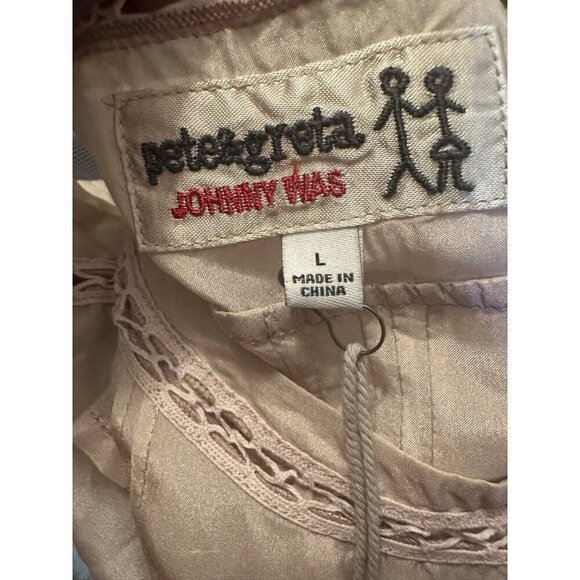 pete&greta
JOHNNY WAS
L
MADE IN
CHINA